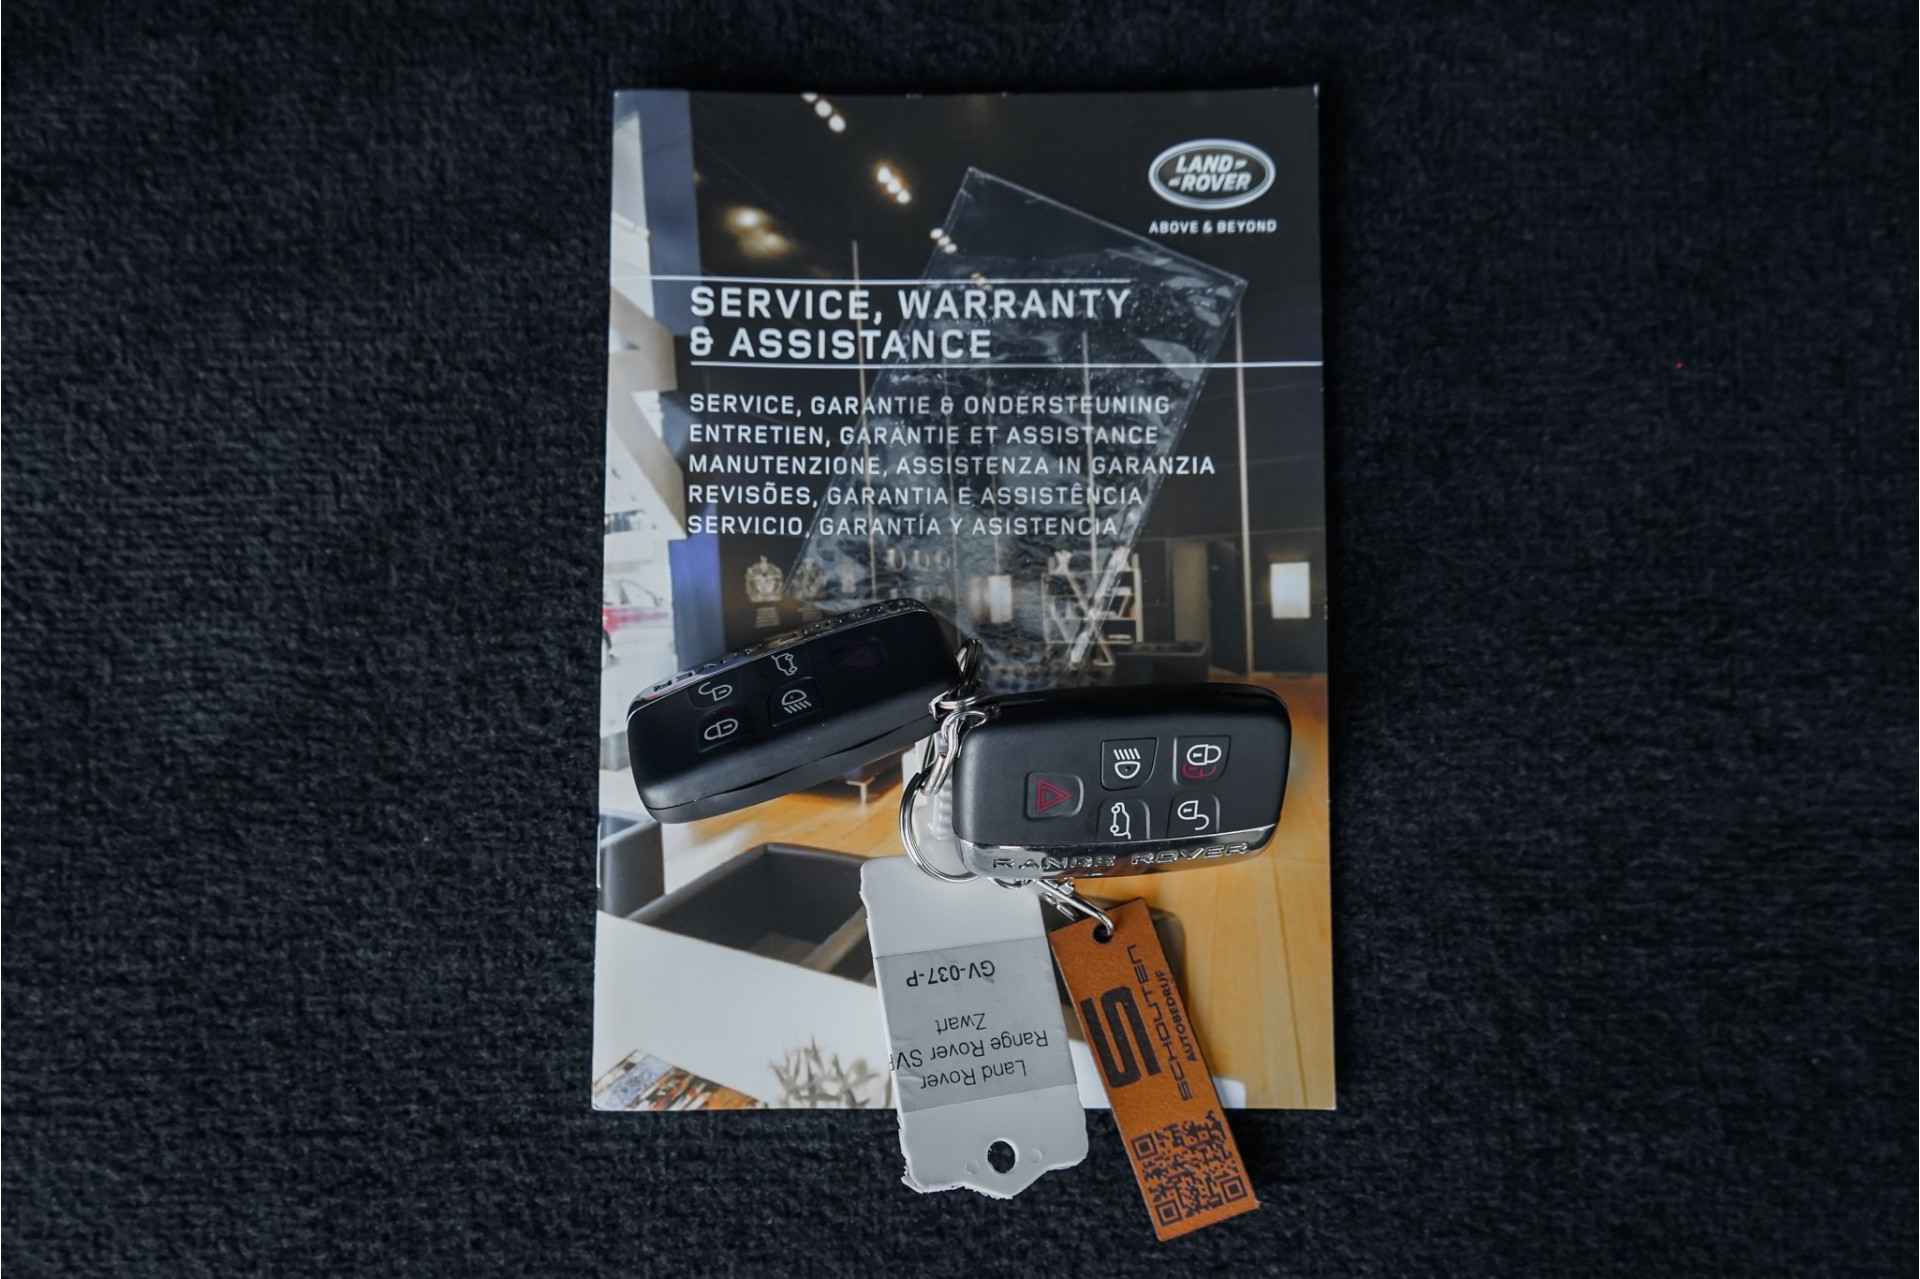 LAND
ROVER
ABOVE & BEYOND
SERVICE, WARRANTY
& ASSISTANCE
SERVICE, GARANTIE & ONDERSTEUNING
ENTRETIEN, GARANTIE ET ASSISTANCE
MANUTENZIONE, ASSISTENZA IN GARANZIA
REVISÕES, GARANTIA E ASSISTÊNCIA
SERVICIO, GARANTÍA Y ASISTENCIA
RANGE ROVER
Land Rover
Range Rover SV
Zwart
GV-037-P
S
SCHOUTEN
AUTOBEDRIJF